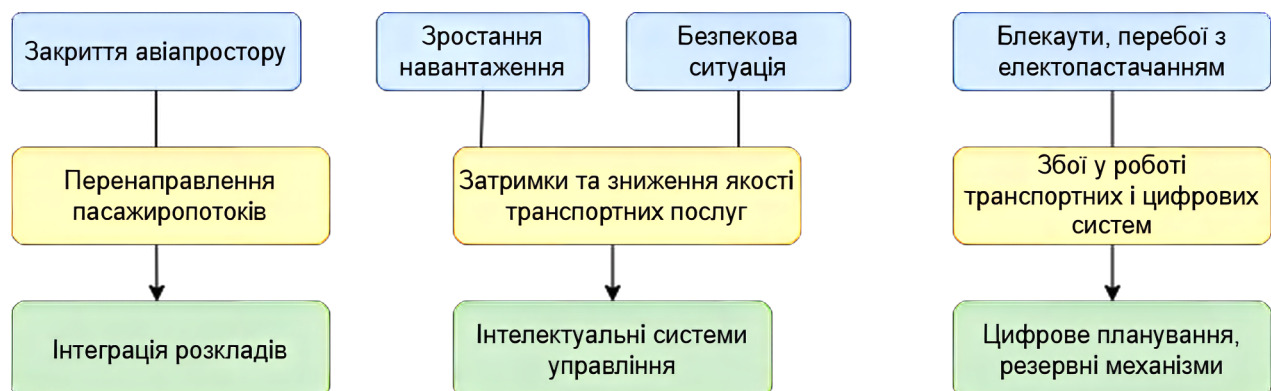 Закриття авіапростору
Зростання
навантаження
Безпекова
ситуація
Блекаути, перебої з
електопастачанням
Перенаправлення
пасажиропотоків
Затримки та зниження якості
транспортних послуг
Збої у роботі
транспортних і цифрових
систем
Інтеграція розкладів
Інтелектуальні системи
управління
Цифрове планування,
резервні механізми